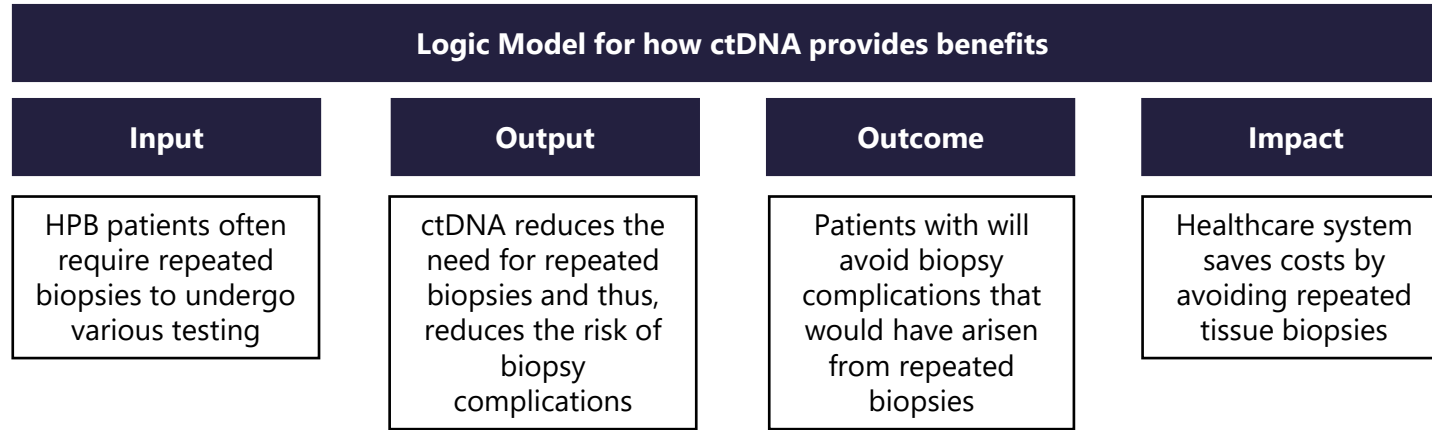 Logic Model for how ctDNA provides benefits
Input
Output
Outcome
Impact
HPB patients often
require repeated
biopsies to undergo
various testing
ctDNA reduces the
need for repeated
biopsies and thus,
reduces the risk of
biopsy
complications
Patients with will
avoid biopsy
complications that
would have arisen
from repeated
biopsies
Healthcare system
saves costs by
avoiding repeated
tissue biopsies